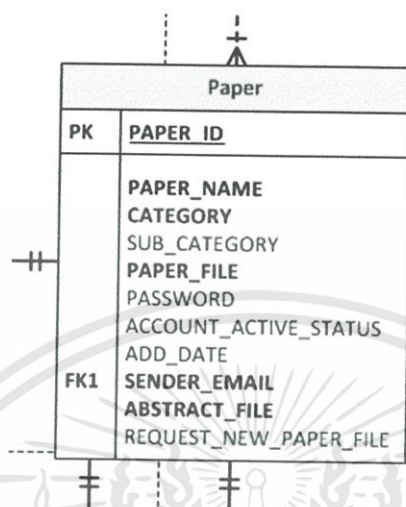 Paper
PK PAPER_ID
PAPER_NAME
CATEGORY
SUB_CATEGORY
PAPER_FILE
PASSWORD
ACCOUNT_ACTIVE_STATUS
ADD_DATE
FK1 SENDER_EMAIL
ABSTRACT_FILE
REQUEST_NEW_PAPER_FILE